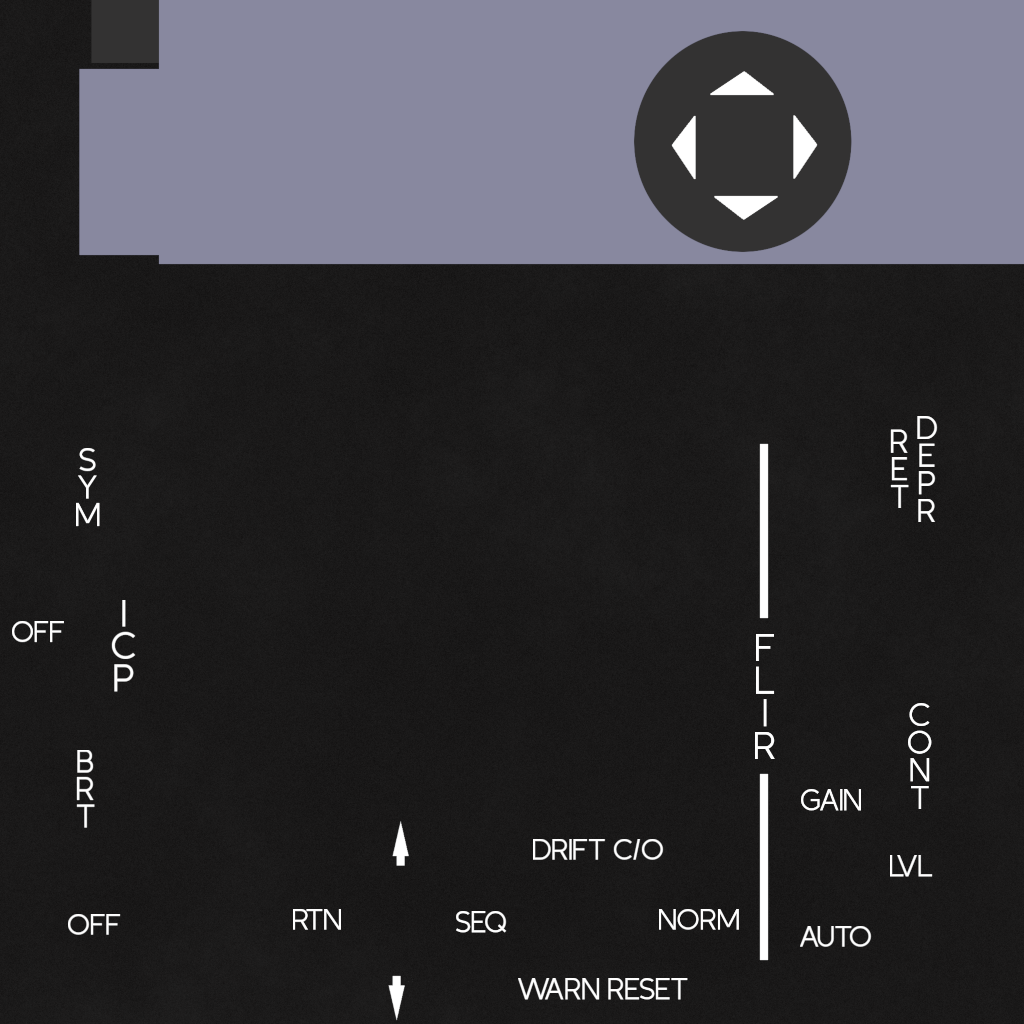 SYM
RET
DEPR
OFF
ICP
FLIR
BRT
CONT
GAIN
DRIFT C/O
LVL
OFF
RTN
SEQ
NORM
AUTO
WARN RESET